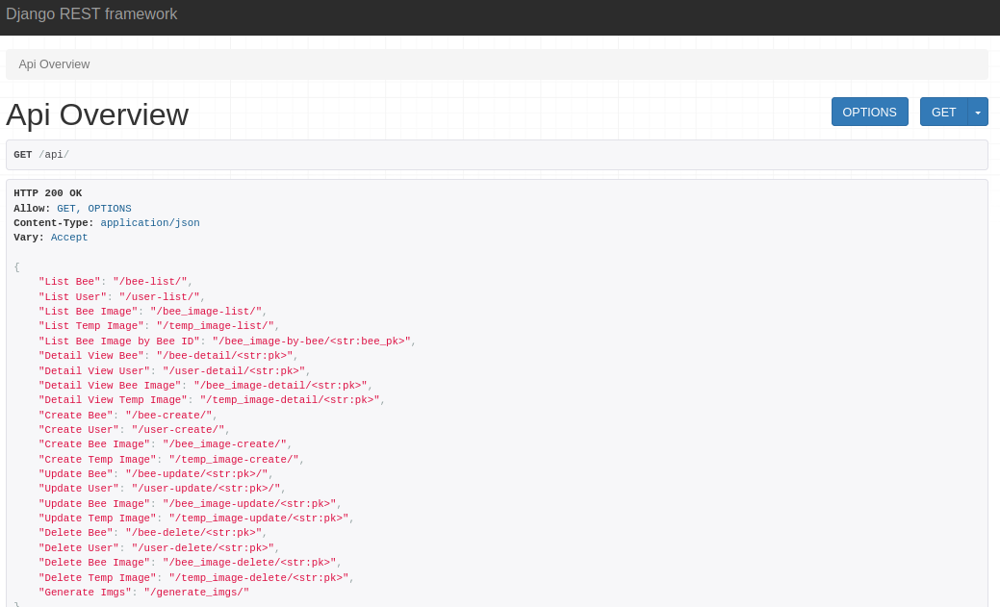 Django REST framework
Api Overview
Api Overview
OPTIONS
GET
GET /api/
HTTP 200 OK
Allow: GET, OPTIONS
Content-Type: application/json
Vary: Accept
{
"List Bee": "/bee-list/",
"List User": "/user-list/",
"List Bee Image": "/bee_image-list/",
"List Temp Image": "/temp_image-list/",
"List Bee Image by Bee ID": "/bee_image-by-bee/<str:bee_pk>",
"Detail View Bee": "/bee-detail/<str:pk>",
"Detail View User": "/user-detail/<str:pk>",
"Detail View Bee Image": "/bee_image-detail/<str:pk>",
"Detail View Temp Image": "/temp_image-detail/<str:pk>",
"Create Bee": "/bee-create/",
"Create User": "/user-create/",
"Create Bee Image": "/bee_image-create/",
"Create Temp Image": "/temp_image-create/",
"Update Bee": "/bee-update/<str:pk>/",
"Update User": "/user-update/<str:pk>/",
"Update Bee Image": "/bee_image-update/<str:pk>",
"Update Temp Image": "/temp_image-update/<str:pk>",
"Delete Bee": "/bee-delete/<str:pk>",
"Delete User": "/user-delete/<str:pk>",
"Delete Bee Image": "/bee_image-delete/<str:pk>",
"Delete Temp Image": "/temp_image-delete/<str:pk>",
"Generate Imgs": "/generate_imgs/"
}